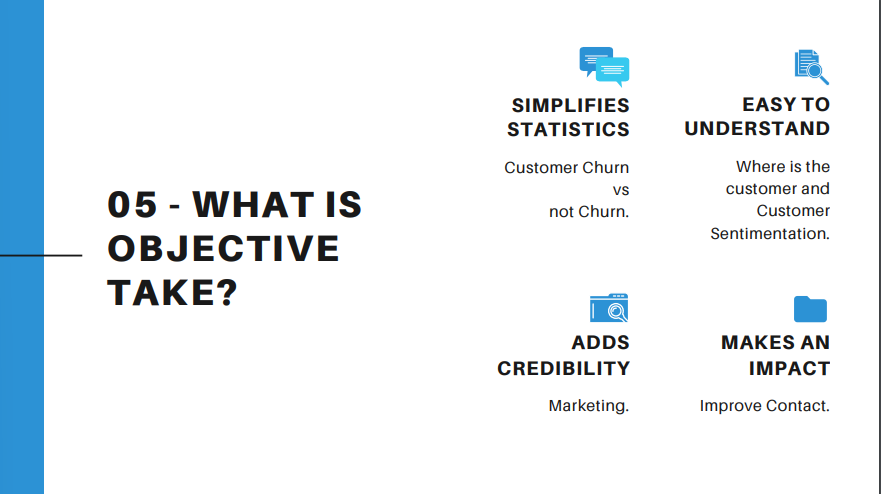 05 - WHAT IS
OBJECTIVE
TAKE?
SIMPLIFIES
STATISTICS
Customer Churn
vs
not Churn.
EASY TO
UNDERSTAND
Where is the
customer and
Customer
Sentimentation.
ADDS
CREDIBILITY
Marketing.
MAKES AN
IMPACT
Improve Contact.